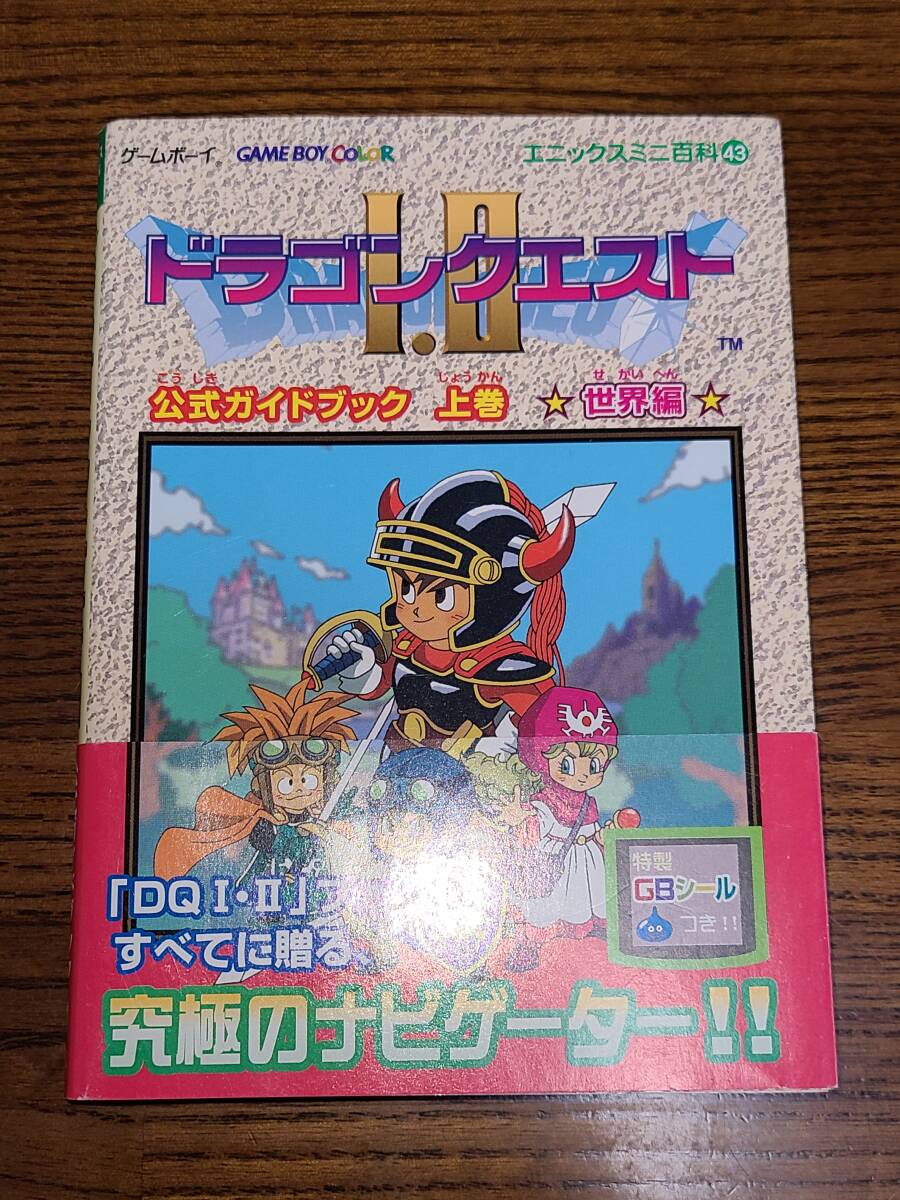 ゲームボーイ® GAME BOY COLOR エニックスミニ百科43
I・II
ドラゴンクエスト
TM
こうしき じょうかん せかいへん
公式ガイドブック 上巻 ☆世界編☆
特製
GBシール
つき!!
「DQ I・II」プ
すべてに贈る、
究極のナビゲーター!!